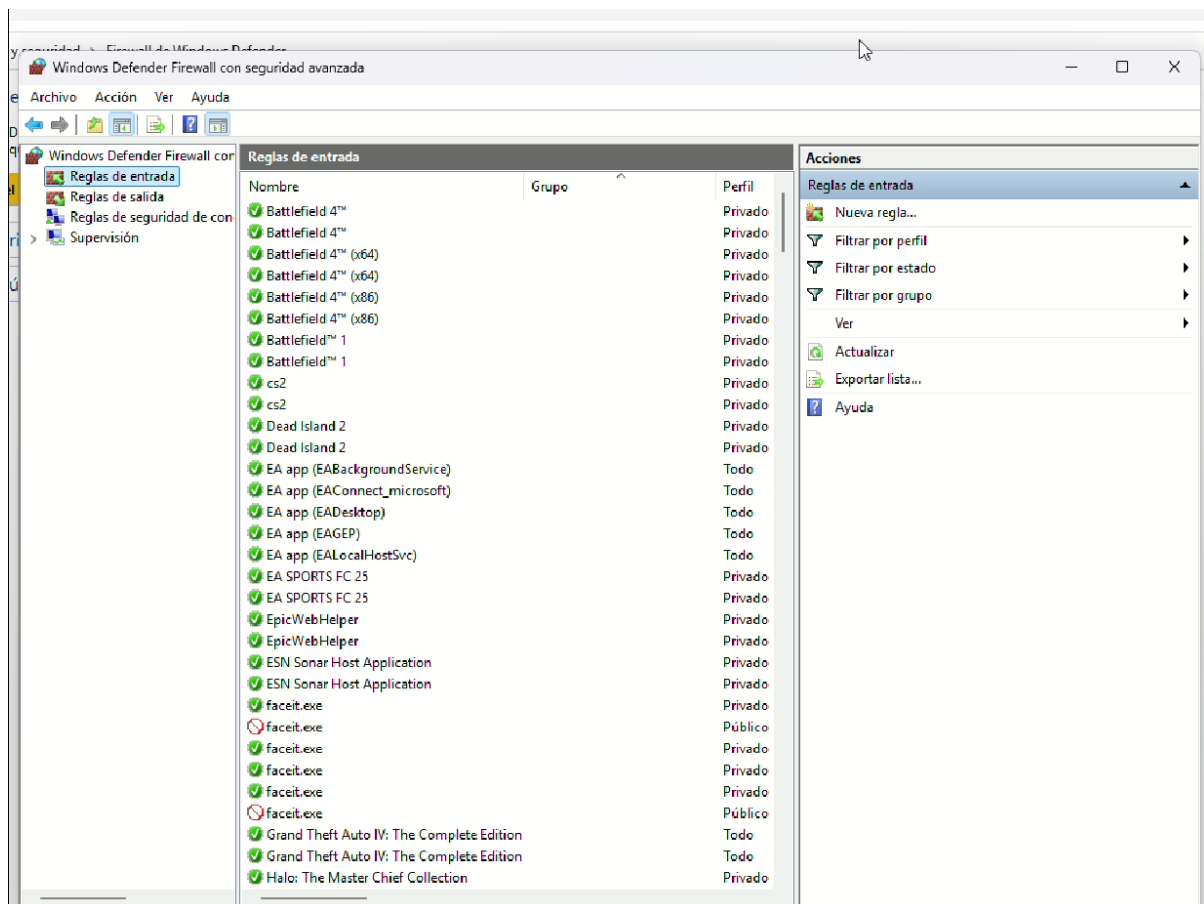 y seguridad > Firewall de Windows Defender
Windows Defender Firewall con seguridad avanzada
Archivo Acción Ver Ayuda
Windows Defender Firewall con
Reglas de entrada
Reglas de salida
Reglas de seguridad de con
Supervisión
Reglas de entrada
Nombre Grupo Perfil
Battlefield 4™ Privado
Battlefield 4™ Privado
Battlefield 4™ (x64) Privado
Battlefield 4™ (x64) Privado
Battlefield 4™ (x86) Privado
Battlefield 4™ (x86) Privado
Battlefield™ 1 Privado
Battlefield™ 1 Privado
cs2 Privado
cs2 Privado
Dead Island 2 Privado
Dead Island 2 Privado
EA app (EABackgroundService) Todo
EA app (EAConnect_microsoft) Todo
EA app (EADesktop) Todo
EA app (EAGEP) Todo
EA app (EALocalHostSvc) Todo
EA SPORTS FC 25 Privado
EA SPORTS FC 25 Privado
EpicWebHelper Privado
EpicWebHelper Privado
ESN Sonar Host Application Privado
ESN Sonar Host Application Privado
faceit.exe Privado
faceit.exe Público
faceit.exe Privado
faceit.exe Privado
faceit.exe Privado
faceit.exe Público
Grand Theft Auto IV: The Complete Edition Todo
Grand Theft Auto IV: The Complete Edition Todo
Halo: The Master Chief Collection Privado
Acciones
Reglas de entrada
Nueva regla...
Filtrar por perfil
Filtrar por estado
Filtrar por grupo
Ver
Actualizar
Exportar lista...
Ayuda